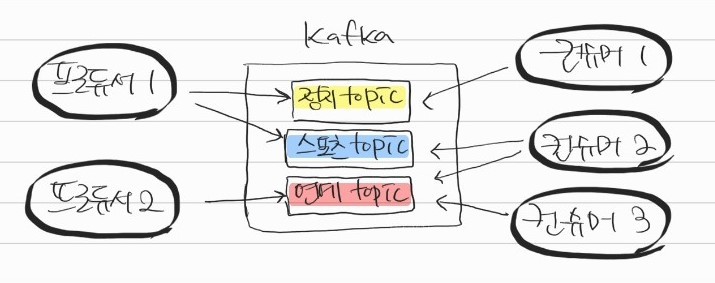 Kafka
프로듀서 1
프로듀서 2
정치 topic
스포츠 topic
연예 topic
컨슈머 1
컨슈머 2
컨슈머 3